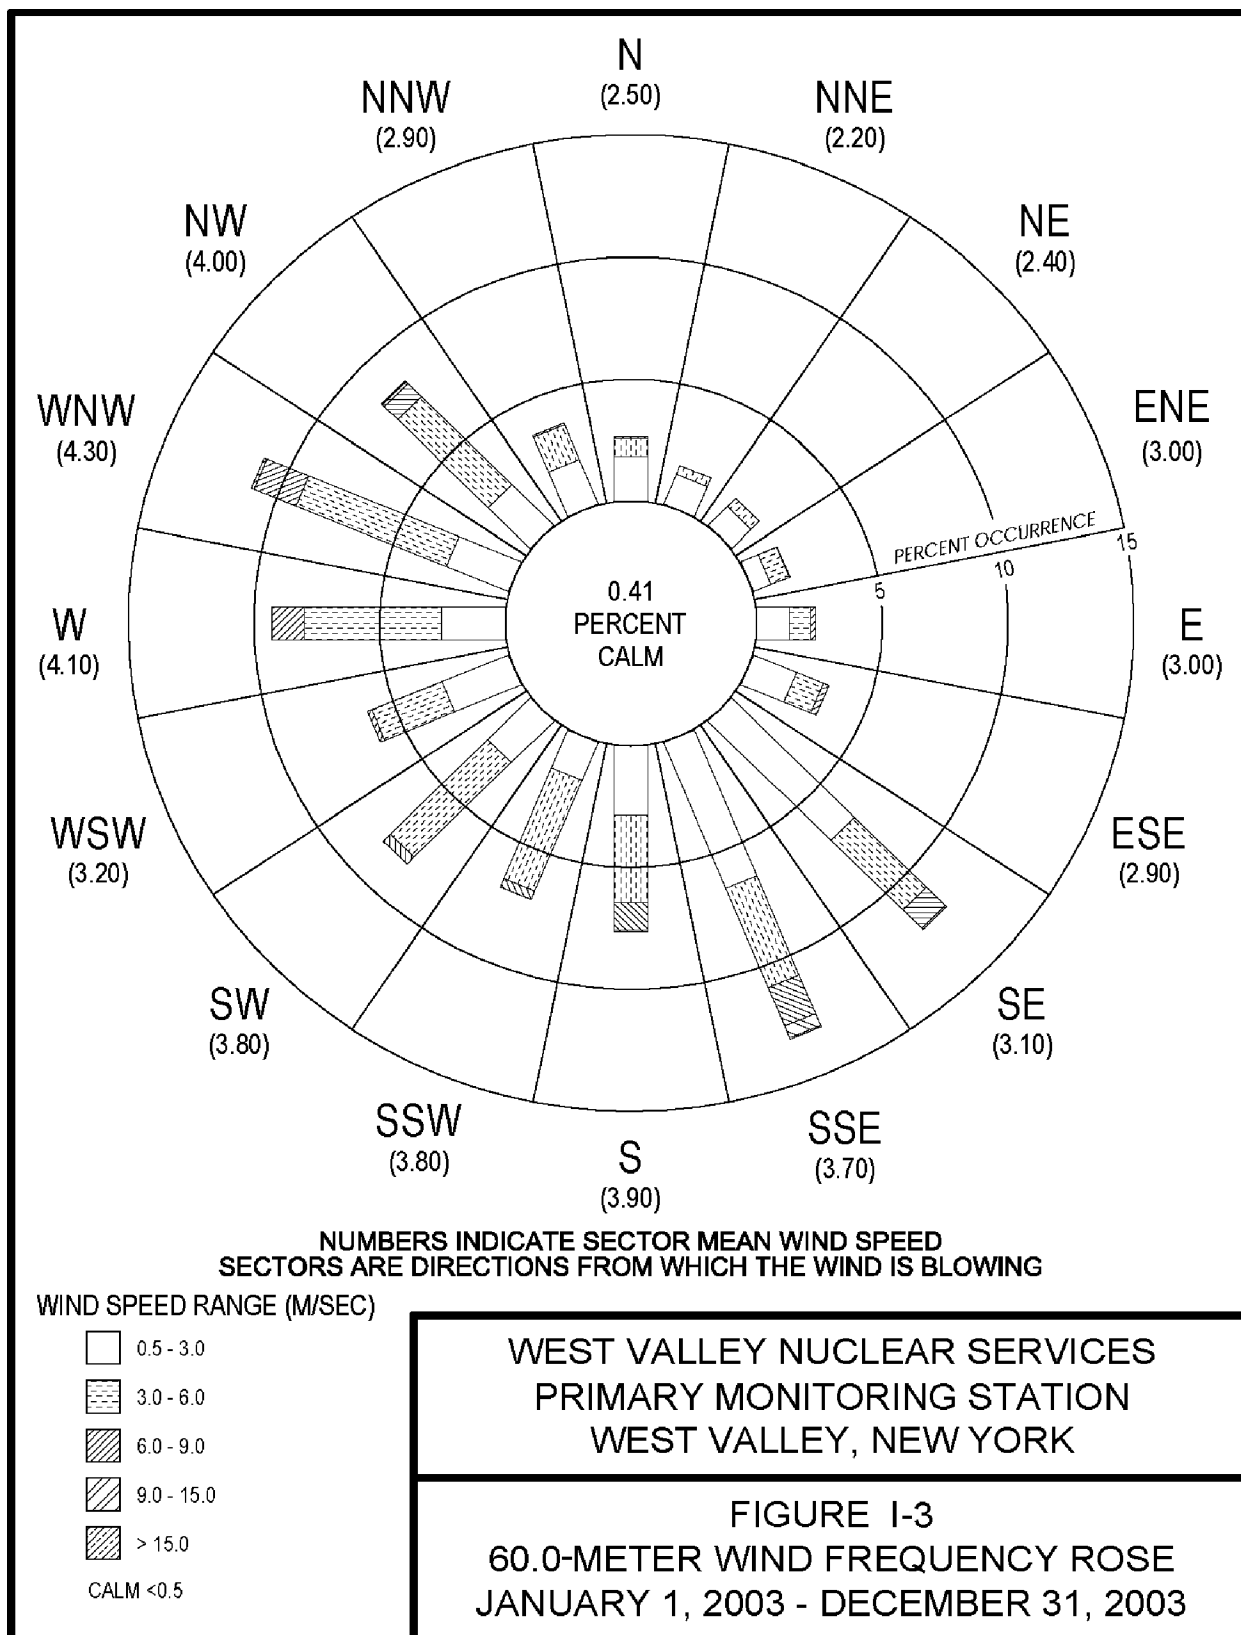 N
(2.50)
NNW
(2.90)
NNE
(2.20)
NW
(4.00)
NE
(2.40)
WNW
(4.30)
ENE
(3.00)
PERCENT OCCURRENCE
5
10
15
0.41
PERCENT
CALM
W
(4.10)
E
(3.00)
WSW
(3.20)
ESE
(2.90)
SW
(3.80)
SE
(3.10)
SSW
(3.80)
S
(3.90)
SSE
(3.70)
NUMBERS INDICATE SECTOR MEAN WIND SPEED
SECTORS ARE DIRECTIONS FROM WHICH THE WIND IS BLOWING
WIND SPEED RANGE (M/SEC)
0.5 - 3.0
3.0 - 6.0
6.0 - 9.0
9.0 - 15.0
> 15.0
CALM <0.5
WEST VALLEY NUCLEAR SERVICES
PRIMARY MONITORING STATION
WEST VALLEY, NEW YORK
FIGURE I-3
60.0-METER WIND FREQUENCY ROSE
JANUARY 1, 2003 - DECEMBER 31, 2003